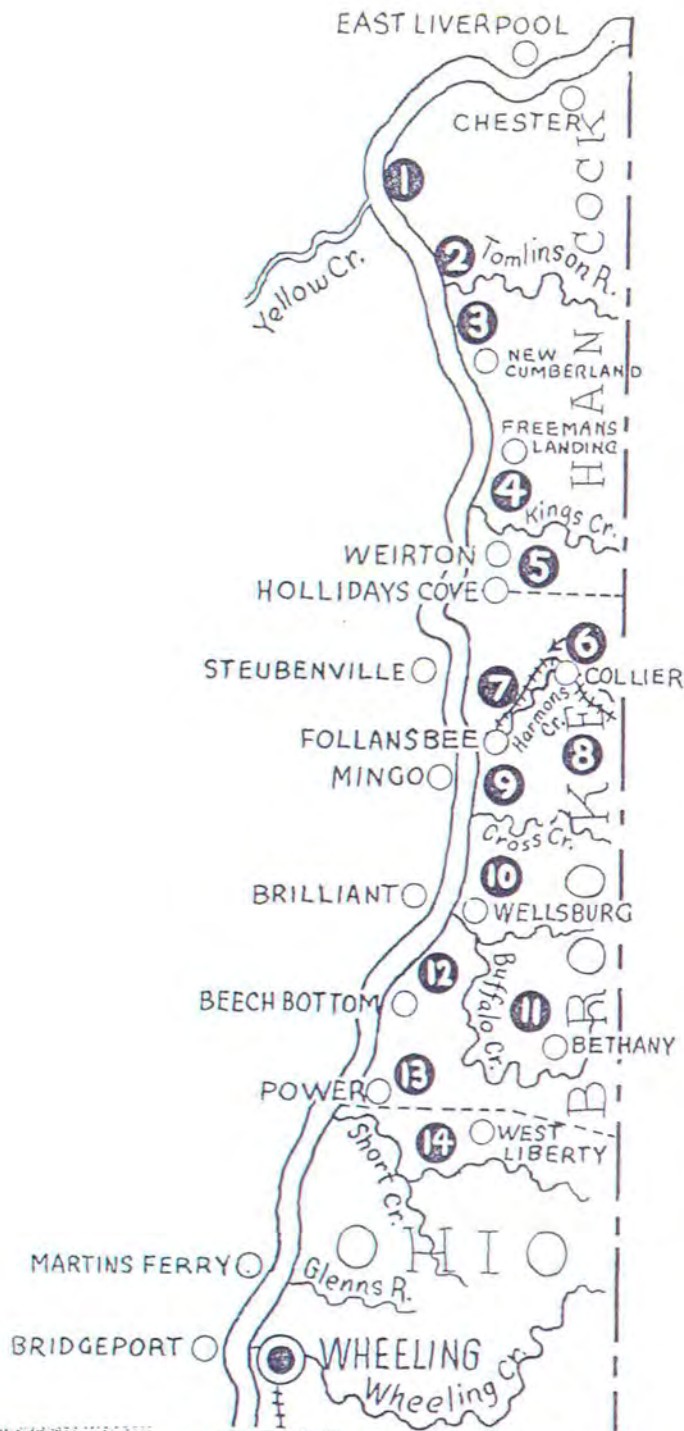 EAST LIVERPOOL
CHESTER
HANCOCK
1
Yellow Cr.
2
Tomlinson R.
3
NEW
CUMBERLAND
FREEMANS
LANDING
4
Kings Cr.
WEIRTON
5
HOLLIDAYS COVE
6
STEUBENVILLE
7
COLLIER
Harmons
Cr.
FOLLANSBEE
8
MINGO
9
BROOKE
Cross Cr.
10
BRILLIANT
WELLSBURG
12
Buffalo Cr.
11
BEECH BOTTOM
BETHANY
13
POWER
14
WEST
LIBERTY
Short Cr.
OHIO
MARTINS FERRY
Glenns R.
BRIDGEPORT
WHEELING
Wheeling Cr.